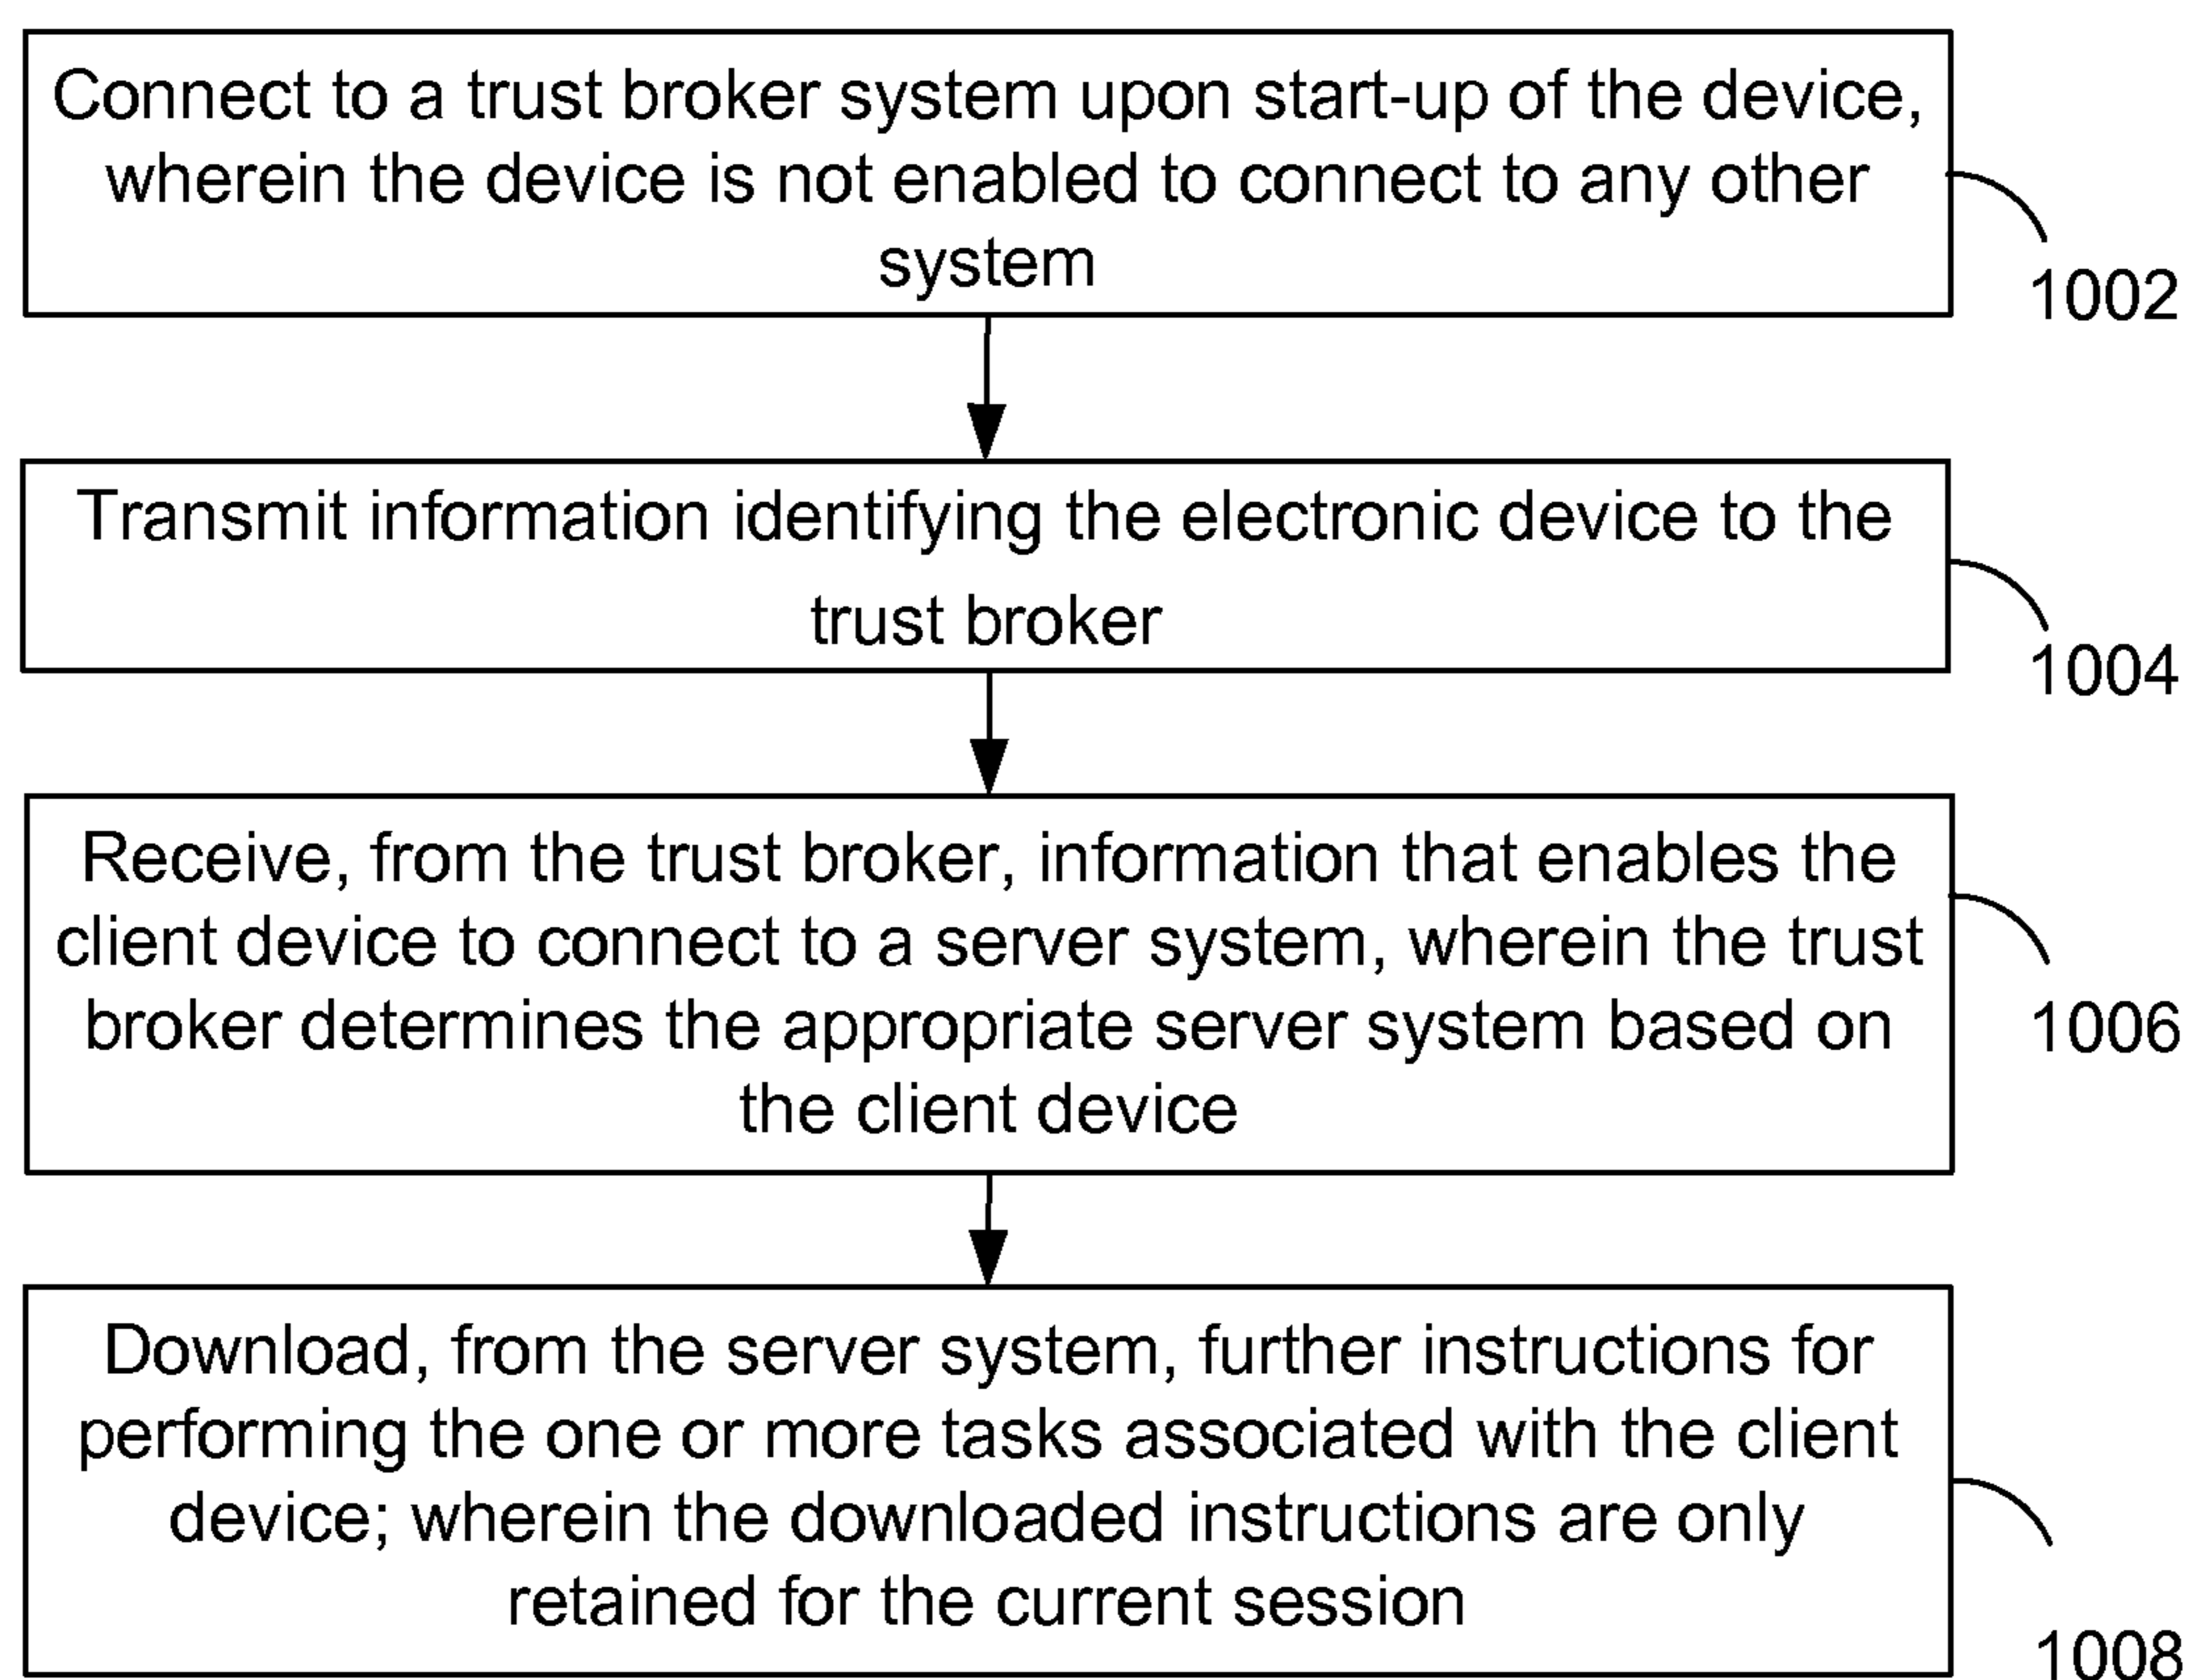 Connect to a trust broker system upon start-up of the device,
wherein the device is not enabled to connect to any other
system
1002
Transmit information identifying the electronic device to the
trust broker
1004
Receive, from the trust broker, information that enables the
client device to connect to a server system, wherein the trust
broker determines the appropriate server system based on
the client device
1006
Download, from the server system, further instructions for
performing the one or more tasks associated with the client
device; wherein the downloaded instructions are only
retained for the current session
1008